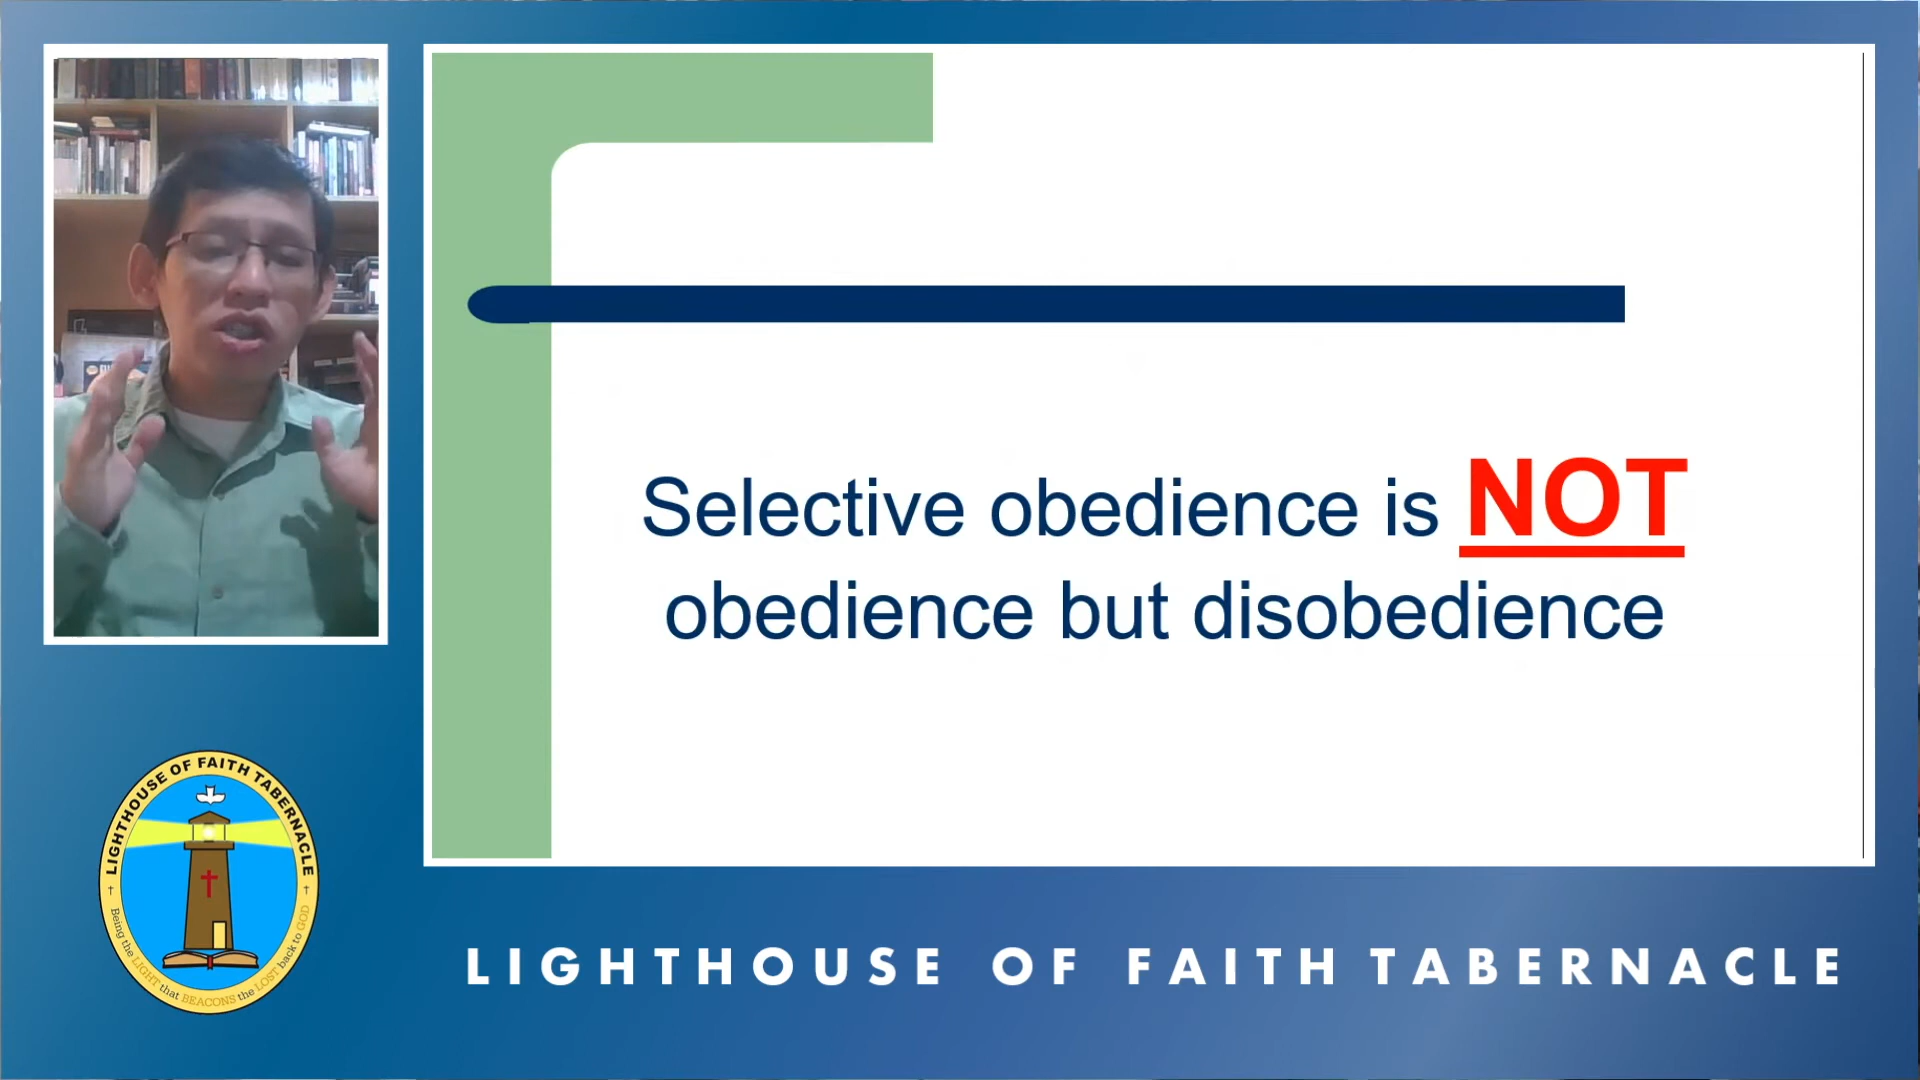 Selective obedience is NOT
obedience but disobedience
LIGHTHOUSE OF FAITH TABERNACLE
Being the LIGHT that BEACONS the LOST back to GOD
LIGHTHOUSE OF FAITH TABERNACLE